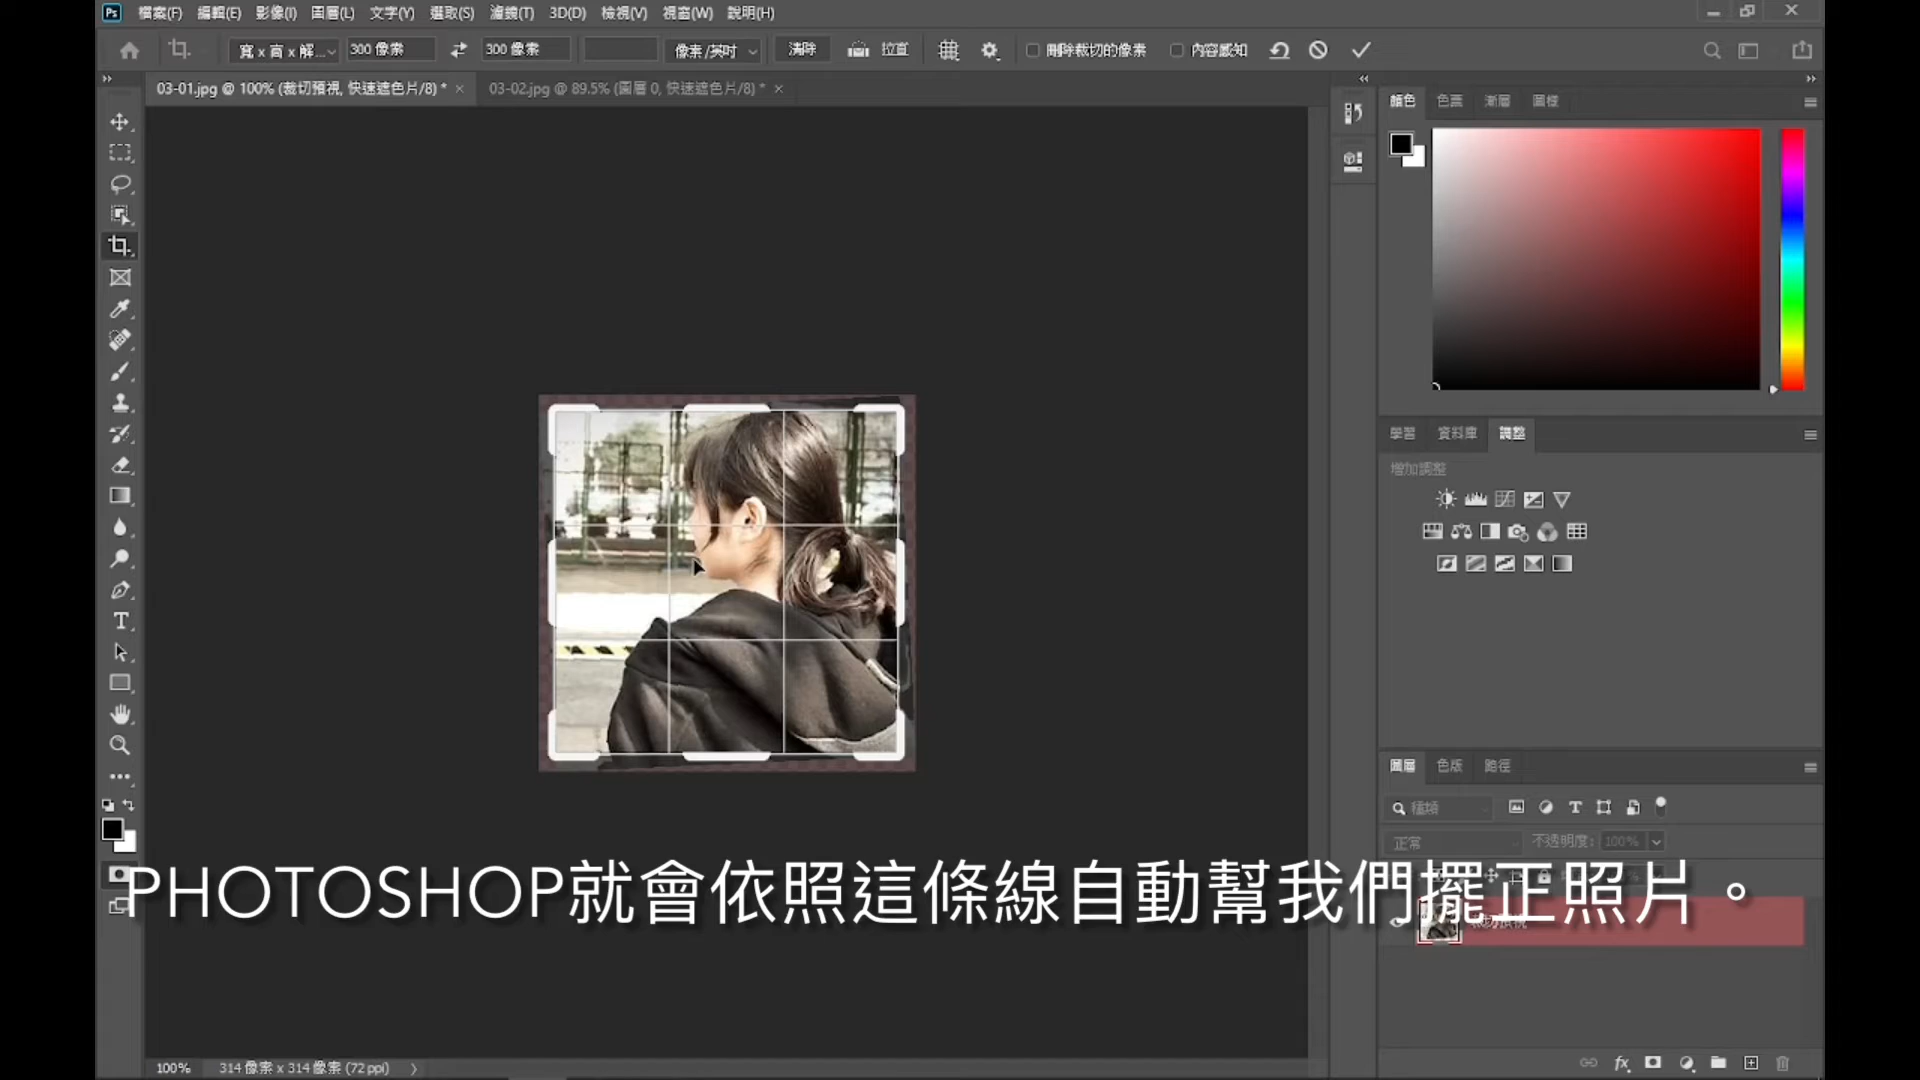 Ps 檔案(F) 編輯(E) 影像(I) 圖層(L) 文字(Y) 選取(S) 濾鏡(T) 3D(D) 檢視(V) 視窗(W) 說明(H)
寬 x 高 x 解... 300 像素 300 像素 像素/英吋 清除 拉直 刪除裁切的像素 內容感知
03-01.jpg @ 100% (裁切預視, 快速遮色片/8) * × 03-02.jpg @ 89.5% (圖層 0, 快速遮色片/8) * ×
顏色 色票 漸層 圖樣
學習 資料庫 調整
增加調整
圖層 色版 路徑
種類
正常 不透明度: 100%
PHOTOSHOP就會依照這條線自動幫我們擺正照片。
100% 314 像素 x 314 像素 (72 ppi)